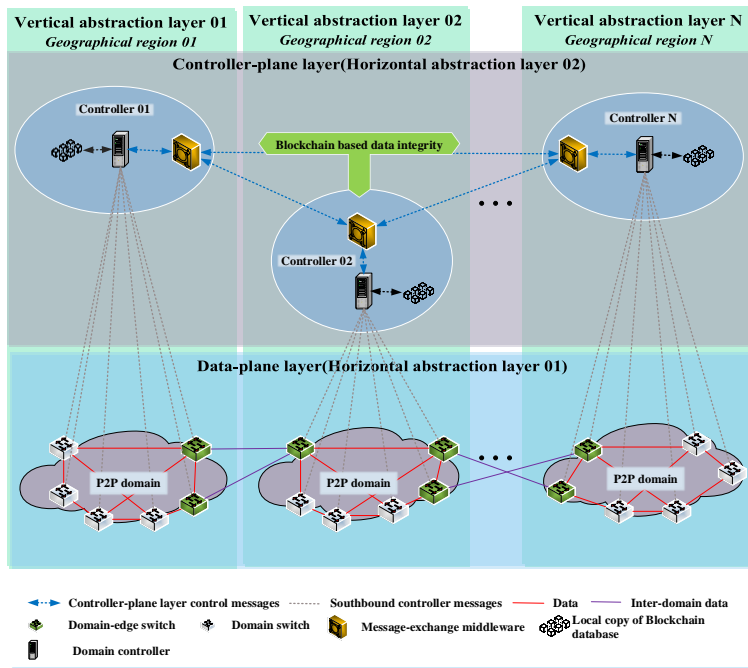 Vertical abstraction layer 01
Geographical region 01
Vertical abstraction layer 02
Geographical region 02
Vertical abstraction layer N
Geographical region N
Controller-plane layer(Horizontal abstraction layer 02)
Controller 01
Controller N
Blockchain based data integrity
Controller 02
Data-plane layer(Horizontal abstraction layer 01)
P2P domain
P2P domain
P2P domain
Controller-plane layer control messages
Southbound controller messages
Data
Inter-domain data
Domain-edge switch
Domain switch
Message-exchange middleware
Local copy of Blockchain
database
Domain controller